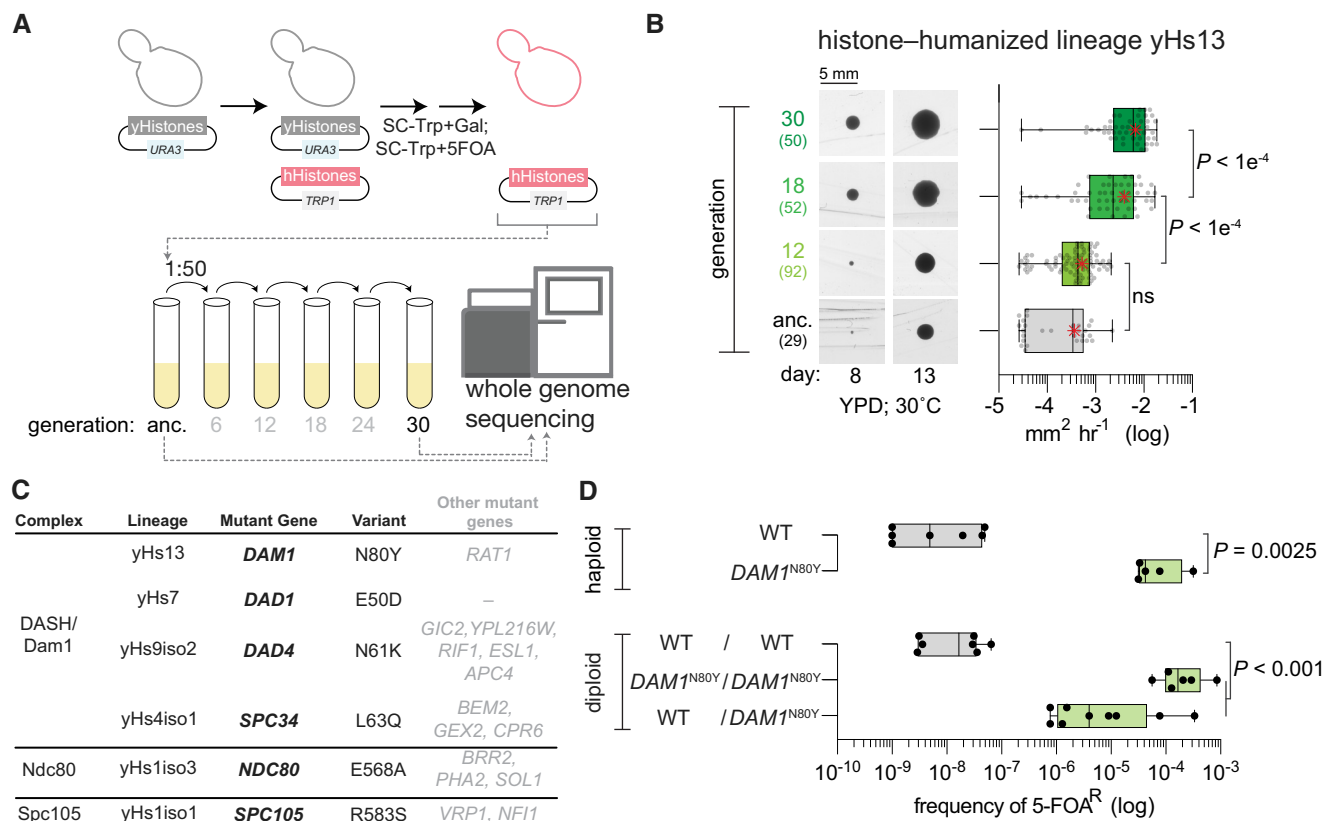 A
yHistones
URA3
yHistones
URA3
hHistones
TRP1
SC-Trp+Gal;
SC-Trp+5FOA
hHistones
TRP1
1:50
whole genome
sequencing
generation: anc. 6 12 18 24 30
B
histone–humanized lineage yHs13
5 mm
generation
30
(50)
18
(52)
12
(92)
anc.
(29)
day: 8 13
YPD; 30˚C
P < 1e-4
P < 1e-4
ns
-5 -4 -3 -2 -1
mm2 hr-1 (log)
C
Complex Lineage Mutant Gene Variant Other mutant
genes
yHs13 DAM1 N80Y RAT1
yHs7 DAD1 E50D –
DASH/
Dam1
yHs9iso2 DAD4 N61K GIC2,YPL216W,
RIF1, ESL1,
APC4
yHs4iso1 SPC34 L63Q BEM2,
GEX2, CPR6
Ndc80 yHs1iso3 NDC80 E568A BRR2,
PHA2, SOL1
Spc105 yHs1iso1 SPC105 R583S VRP1, NFI1
D
haploid
WT
DAM1N80Y
P = 0.0025
diploid
WT / WT
DAM1N80Y / DAM1N80Y
WT / DAM1N80Y
P < 0.001
10-10 10-9 10-8 10-7 10-6 10-5 10-4 10-3
frequency of 5-FOAR (log)